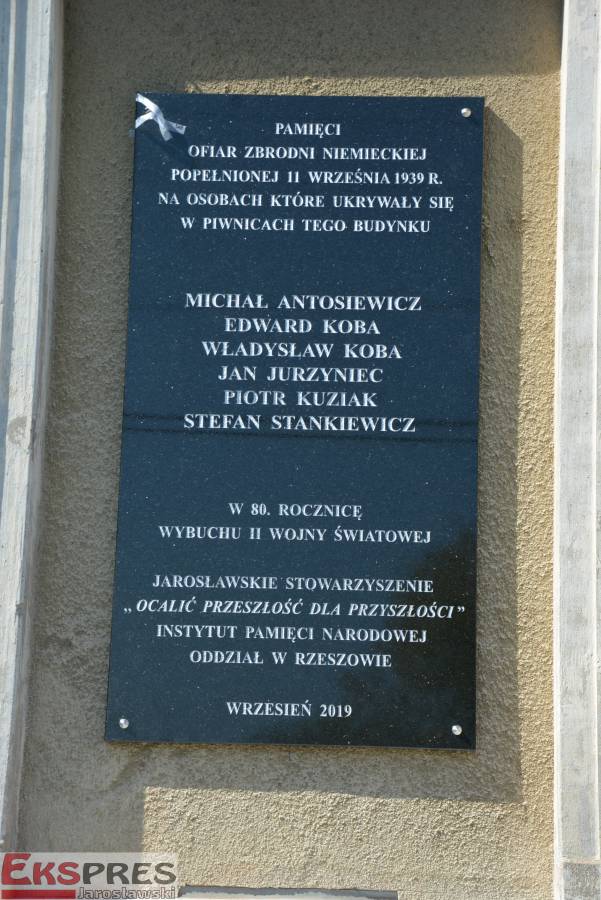 PAMIĘCI
OFIAR ZBRODNI NIEMIECKIEJ
POPEŁNIONEJ 11 WRZEŚNIA 1939 R.
NA OSOBACH KTÓRE UKRYWAŁY SIĘ
W PIWNICACH TEGO BUDYNKU
MICHAŁ ANTOSIEWICZ
EDWARD KOBA
WŁADYSŁAW KOBA
JAN JURZYNIEC
PIOTR KUZIAK
STEFAN STANKIEWICZ
W 80. ROCZNICĘ
WYBUCHU II WOJNY ŚWIATOWEJ
JAROSŁAWSKIE STOWARZYSZENIE
„OCALIĆ PRZESZŁOŚĆ DLA PRZYSZŁOŚCI”
INSTYTUT PAMIĘCI NARODOWEJ
ODDZIAŁ W RZESZOWIE
WRZESIEŃ 2019
EKSPRES
Jarosławski